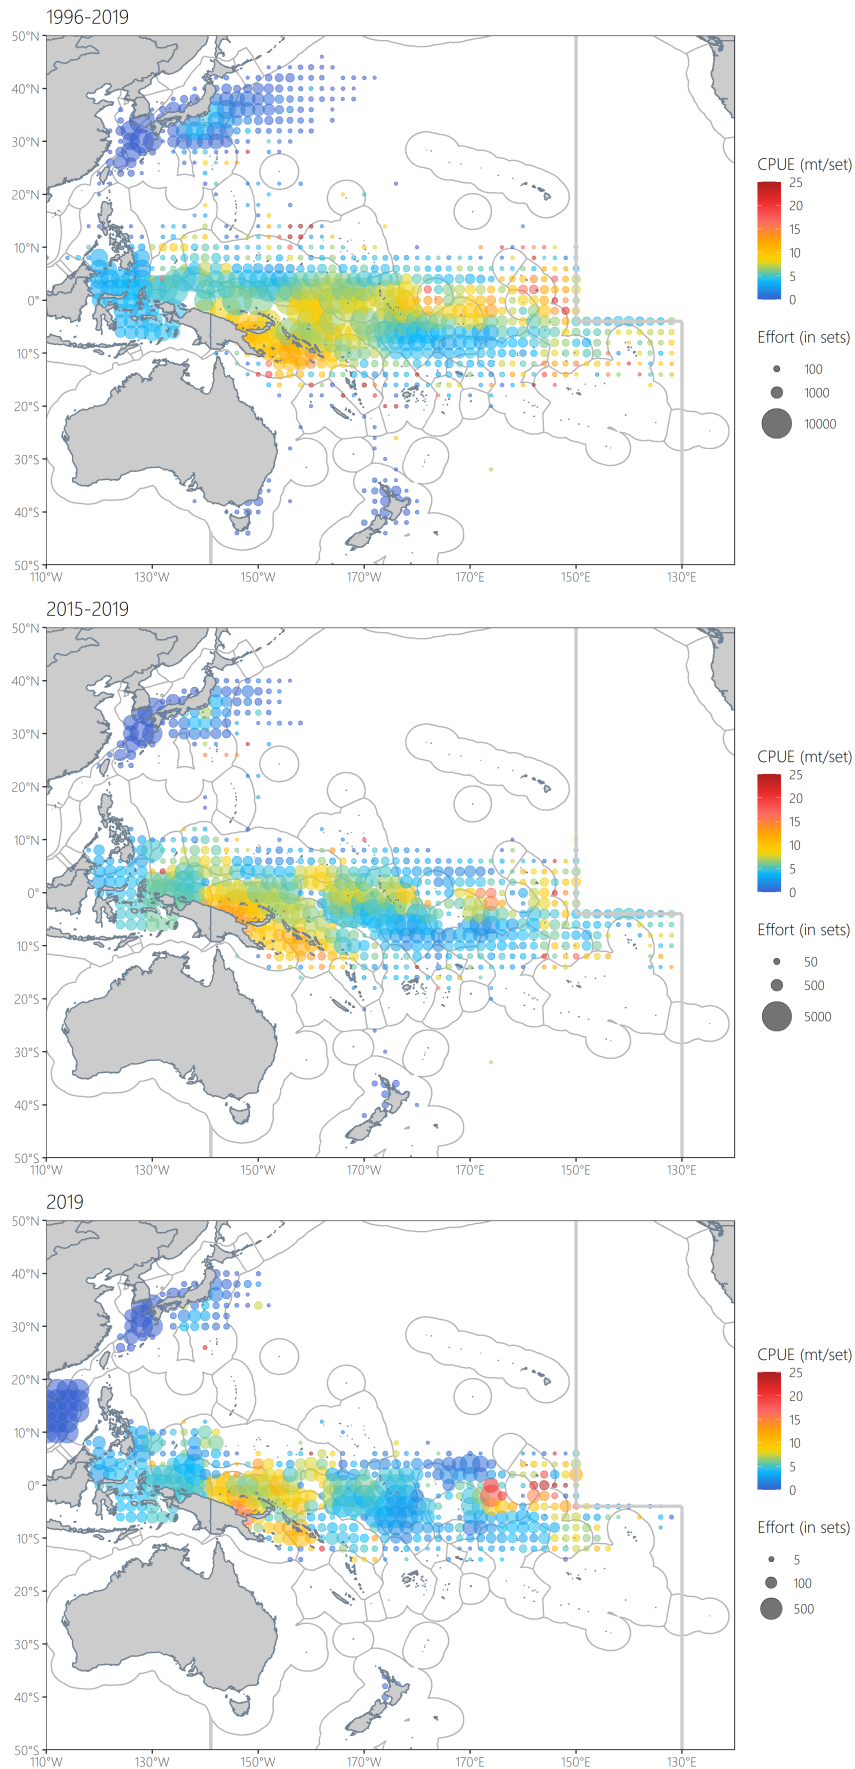 1996-2019
50°N
40°N
30°N
20°N
10°N
0°
10°S
20°S
30°S
40°S
50°S
110°W 130°W 150°W 170°W 170°E 150°E 130°E
CPUE (mt/set)
25
20
15
10
5
0
Effort (in sets)
100
1000
10000
2015-2019
50°N
40°N
30°N
20°N
10°N
0°
10°S
20°S
30°S
40°S
50°S
110°W 130°W 150°W 170°W 170°E 150°E 130°E
CPUE (mt/set)
25
20
15
10
5
0
Effort (in sets)
50
500
5000
2019
50°N
40°N
30°N
20°N
10°N
0°
10°S
20°S
30°S
40°S
50°S
110°W 130°W 150°W 170°W 170°E 150°E 130°E
CPUE (mt/set)
25
20
15
10
5
0
Effort (in sets)
5
100
500